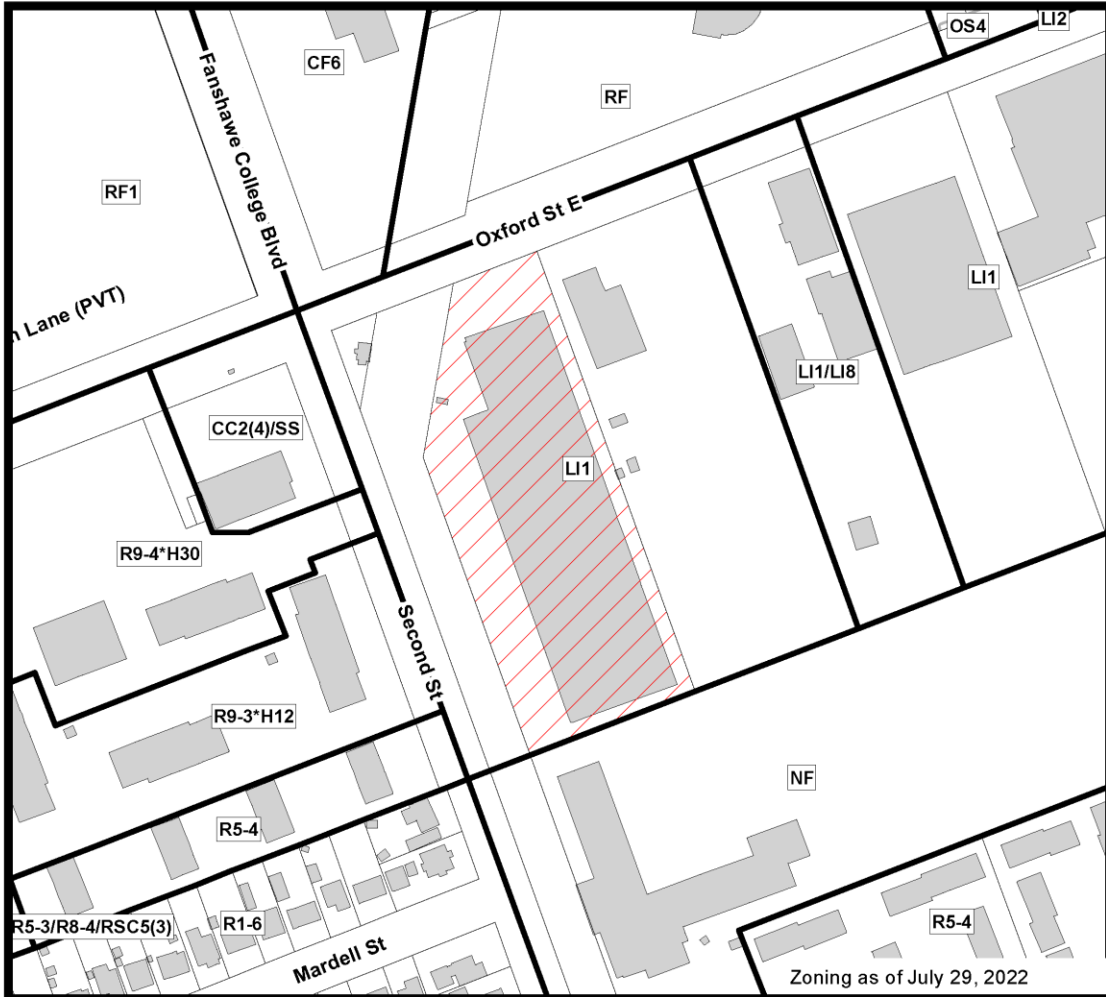 OS4
LI2
CF6
RF
Fanshawe College Blvd
RF1
Oxford St E
LI1
n Lane (PVT)
LI1/LI8
CC2(4)/SS
LI1
R9-4*H30
Second St
R9-3*H12
NF
R5-4
R5-3/R8-4/RSC5(3)
R1-6
R5-4
Mardell St
Zoning as of July 29, 2022